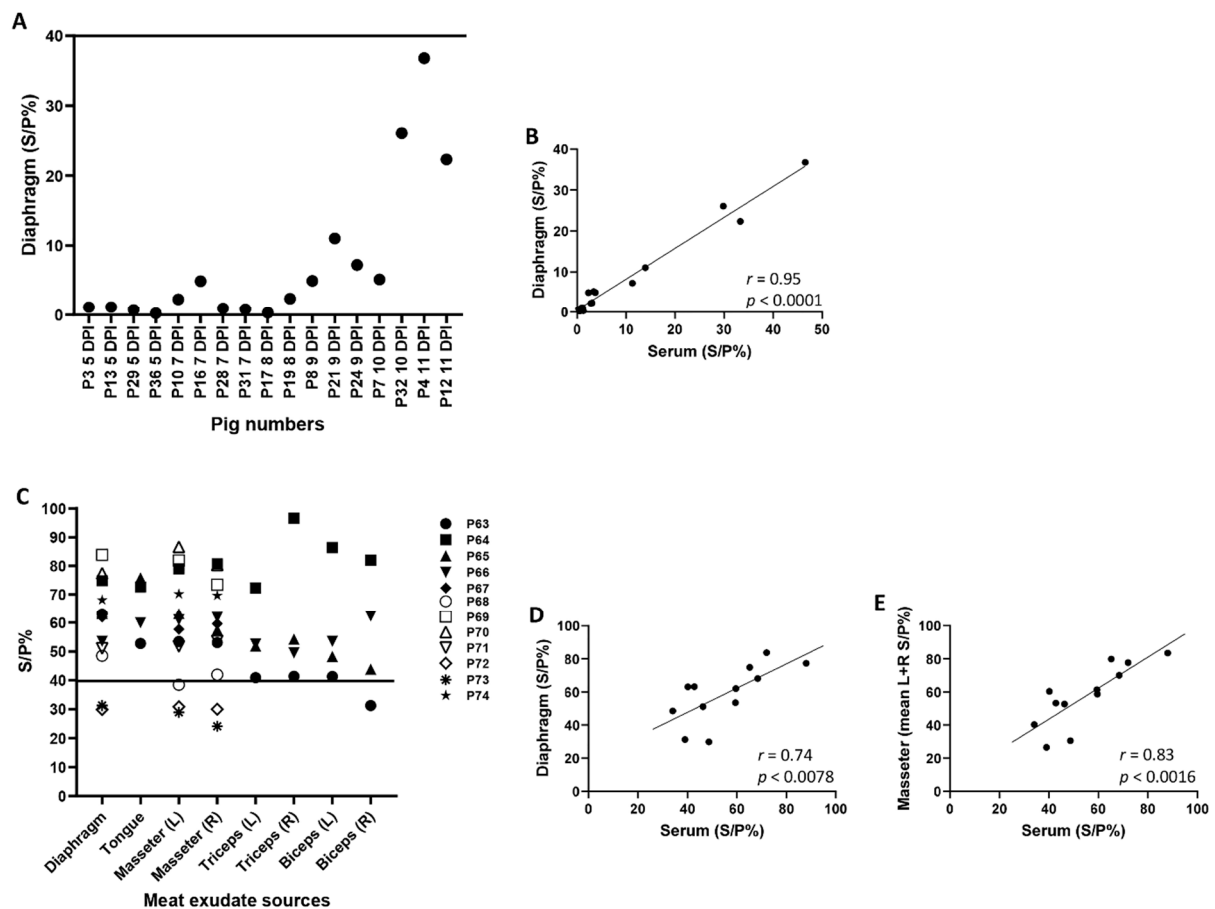 A
Diaphragm (S/P%)
40
30
20
10
0
P3 5 DPI
P13 5 DPI
P29 5 DPI
P36 5 DPI
P10 7 DPI
P16 7 DPI
P28 7 DPI
P31 7 DPI
P17 8 DPI
P19 8 DPI
P8 9 DPI
P21 9 DPI
P24 9 DPI
P7 10 DPI
P32 10 DPI
P4 11 DPI
P12 11 DPI
Pig numbers
B
Diaphragm (S/P%)
40
30
20
10
0
r = 0.95
p < 0.0001
0 10 20 30 40 50
Serum (S/P%)
C
S/P%
100
90
80
70
60
50
40
30
20
10
0
Diaphragm
Tongue
Masseter (L)
Masseter (R)
Triceps (L)
Triceps (R)
Biceps (L)
Biceps (R)
Meat exudate sources
P63
P64
P65
P66
P67
P68
P69
P70
P71
P72
P73
P74
D
Diaphragm (S/P%)
100
80
60
40
20
0
r = 0.74
p < 0.0078
0 20 40 60 80 100
Serum (S/P%)
E
Masseter (mean L+R S/P%)
100
80
60
40
20
0
r = 0.83
p < 0.0016
0 20 40 60 80 100
Serum (S/P%)